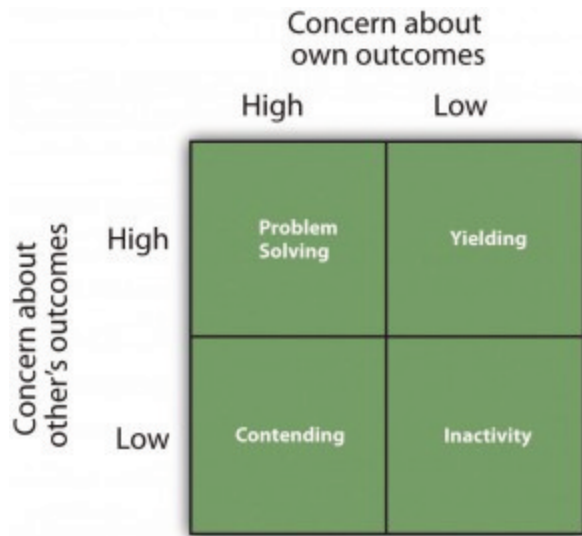 Concern about
own outcomes
High Low
Concern about
other's outcomes
High
Problem
Solving
Yielding
Low
Contending
Inactivity